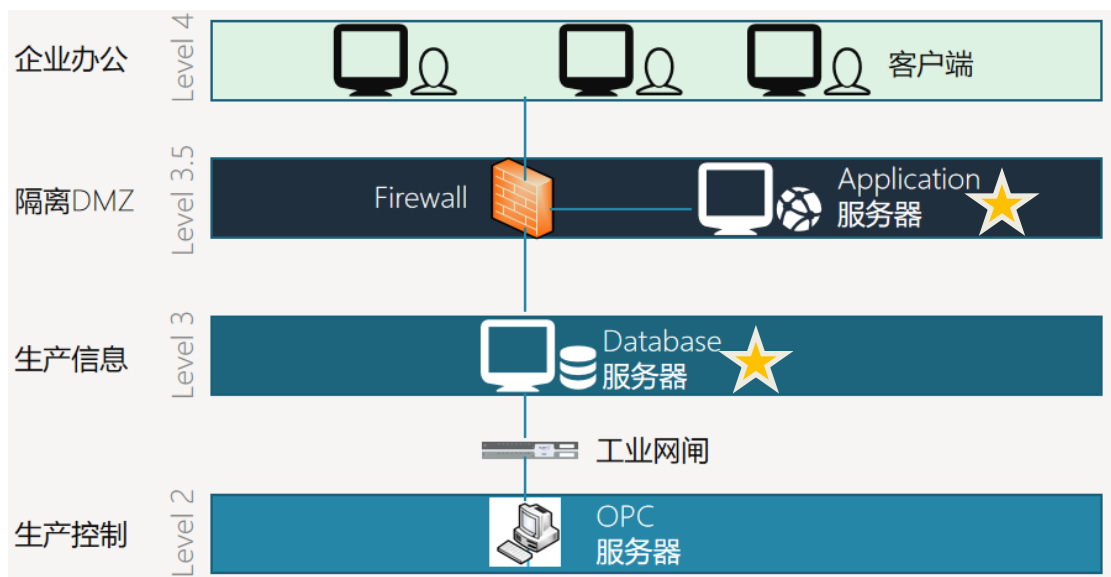 企业办公
Level 4
客户端
隔离DMZ
Level 3.5
Firewall
Application
服务器
生产信息
Level 3
Database
服务器
工业网闸
生产控制
Level 2
OPC
服务器